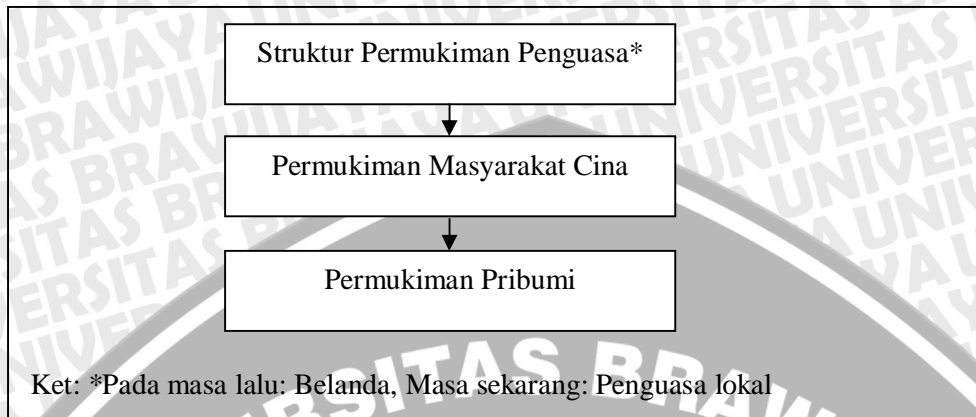 Struktur Permukiman Penguasa*
Permukiman Masyarakat Cina
Permukiman Pribumi
Ket: *Pada masa lalu: Belanda, Masa sekarang: Penguasa lokal